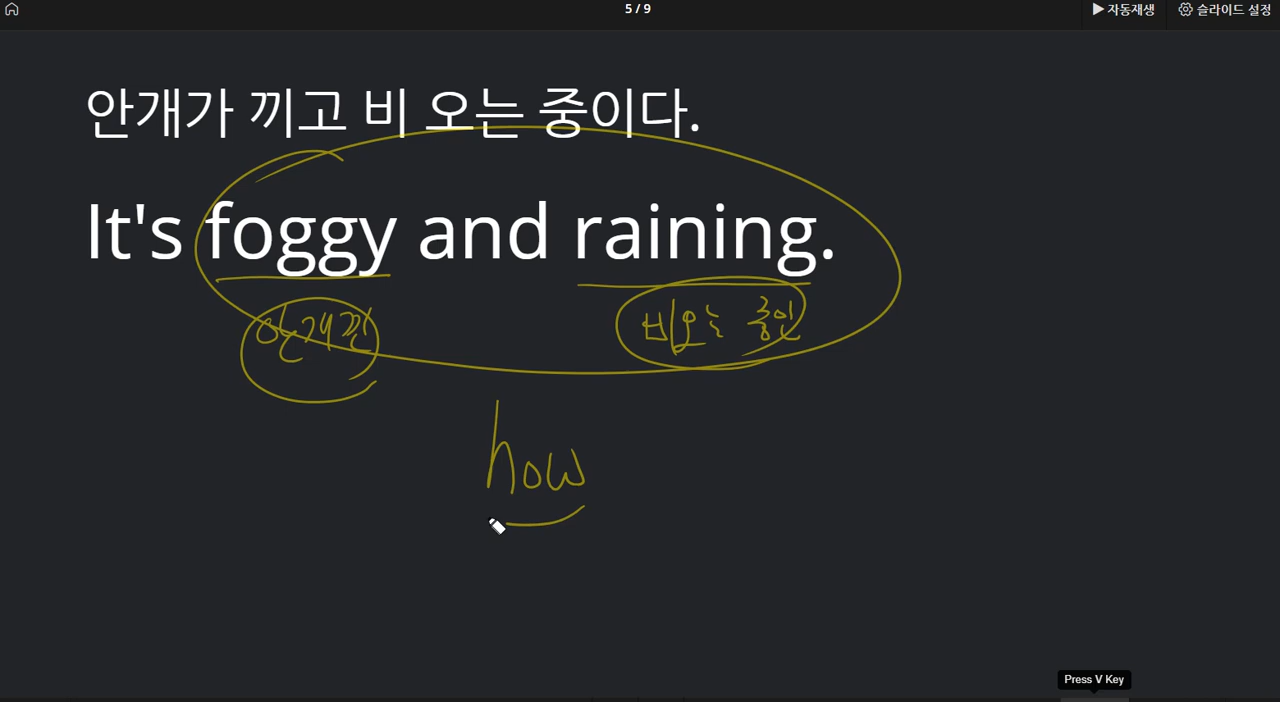 5 / 9
▶ 자동재생
슬라이드 설정
안개가 끼고 비 오는 중이다.
It's foggy and raining.
안개낀
비오는 중인
how
Press V Key